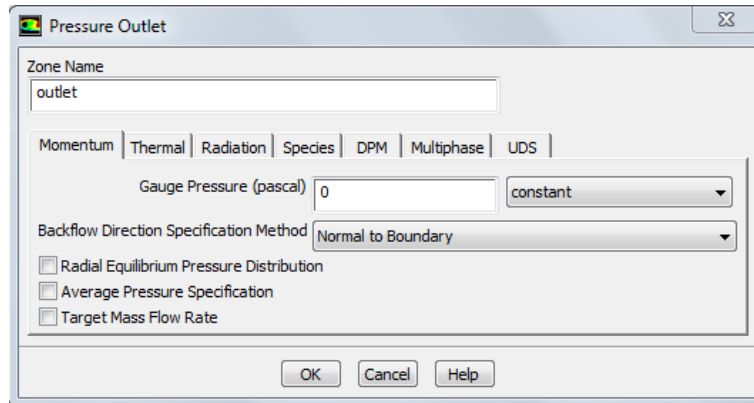 Pressure Outlet
Zone Name
outlet
Momentum Thermal Radiation Species DPM Multiphase UDS
Gauge Pressure (pascal) 0 constant
Backflow Direction Specification Method Normal to Boundary
Radial Equilibrium Pressure Distribution
Average Pressure Specification
Target Mass Flow Rate
OK Cancel Help